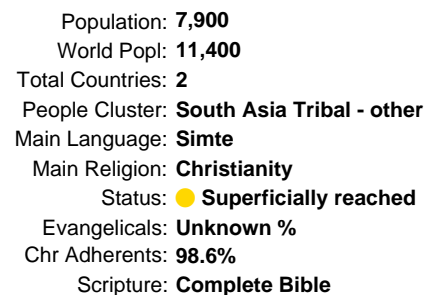 Population: 7,900
World Popl: 11,400
Total Countries: 2
People Cluster: South Asia Tribal - other
Main Language: Simte
Main Religion: Christianity
Status: Superficially reached
Evangelicals: Unknown %
Chr Adherents: 98.6%
Scripture: Complete Bible